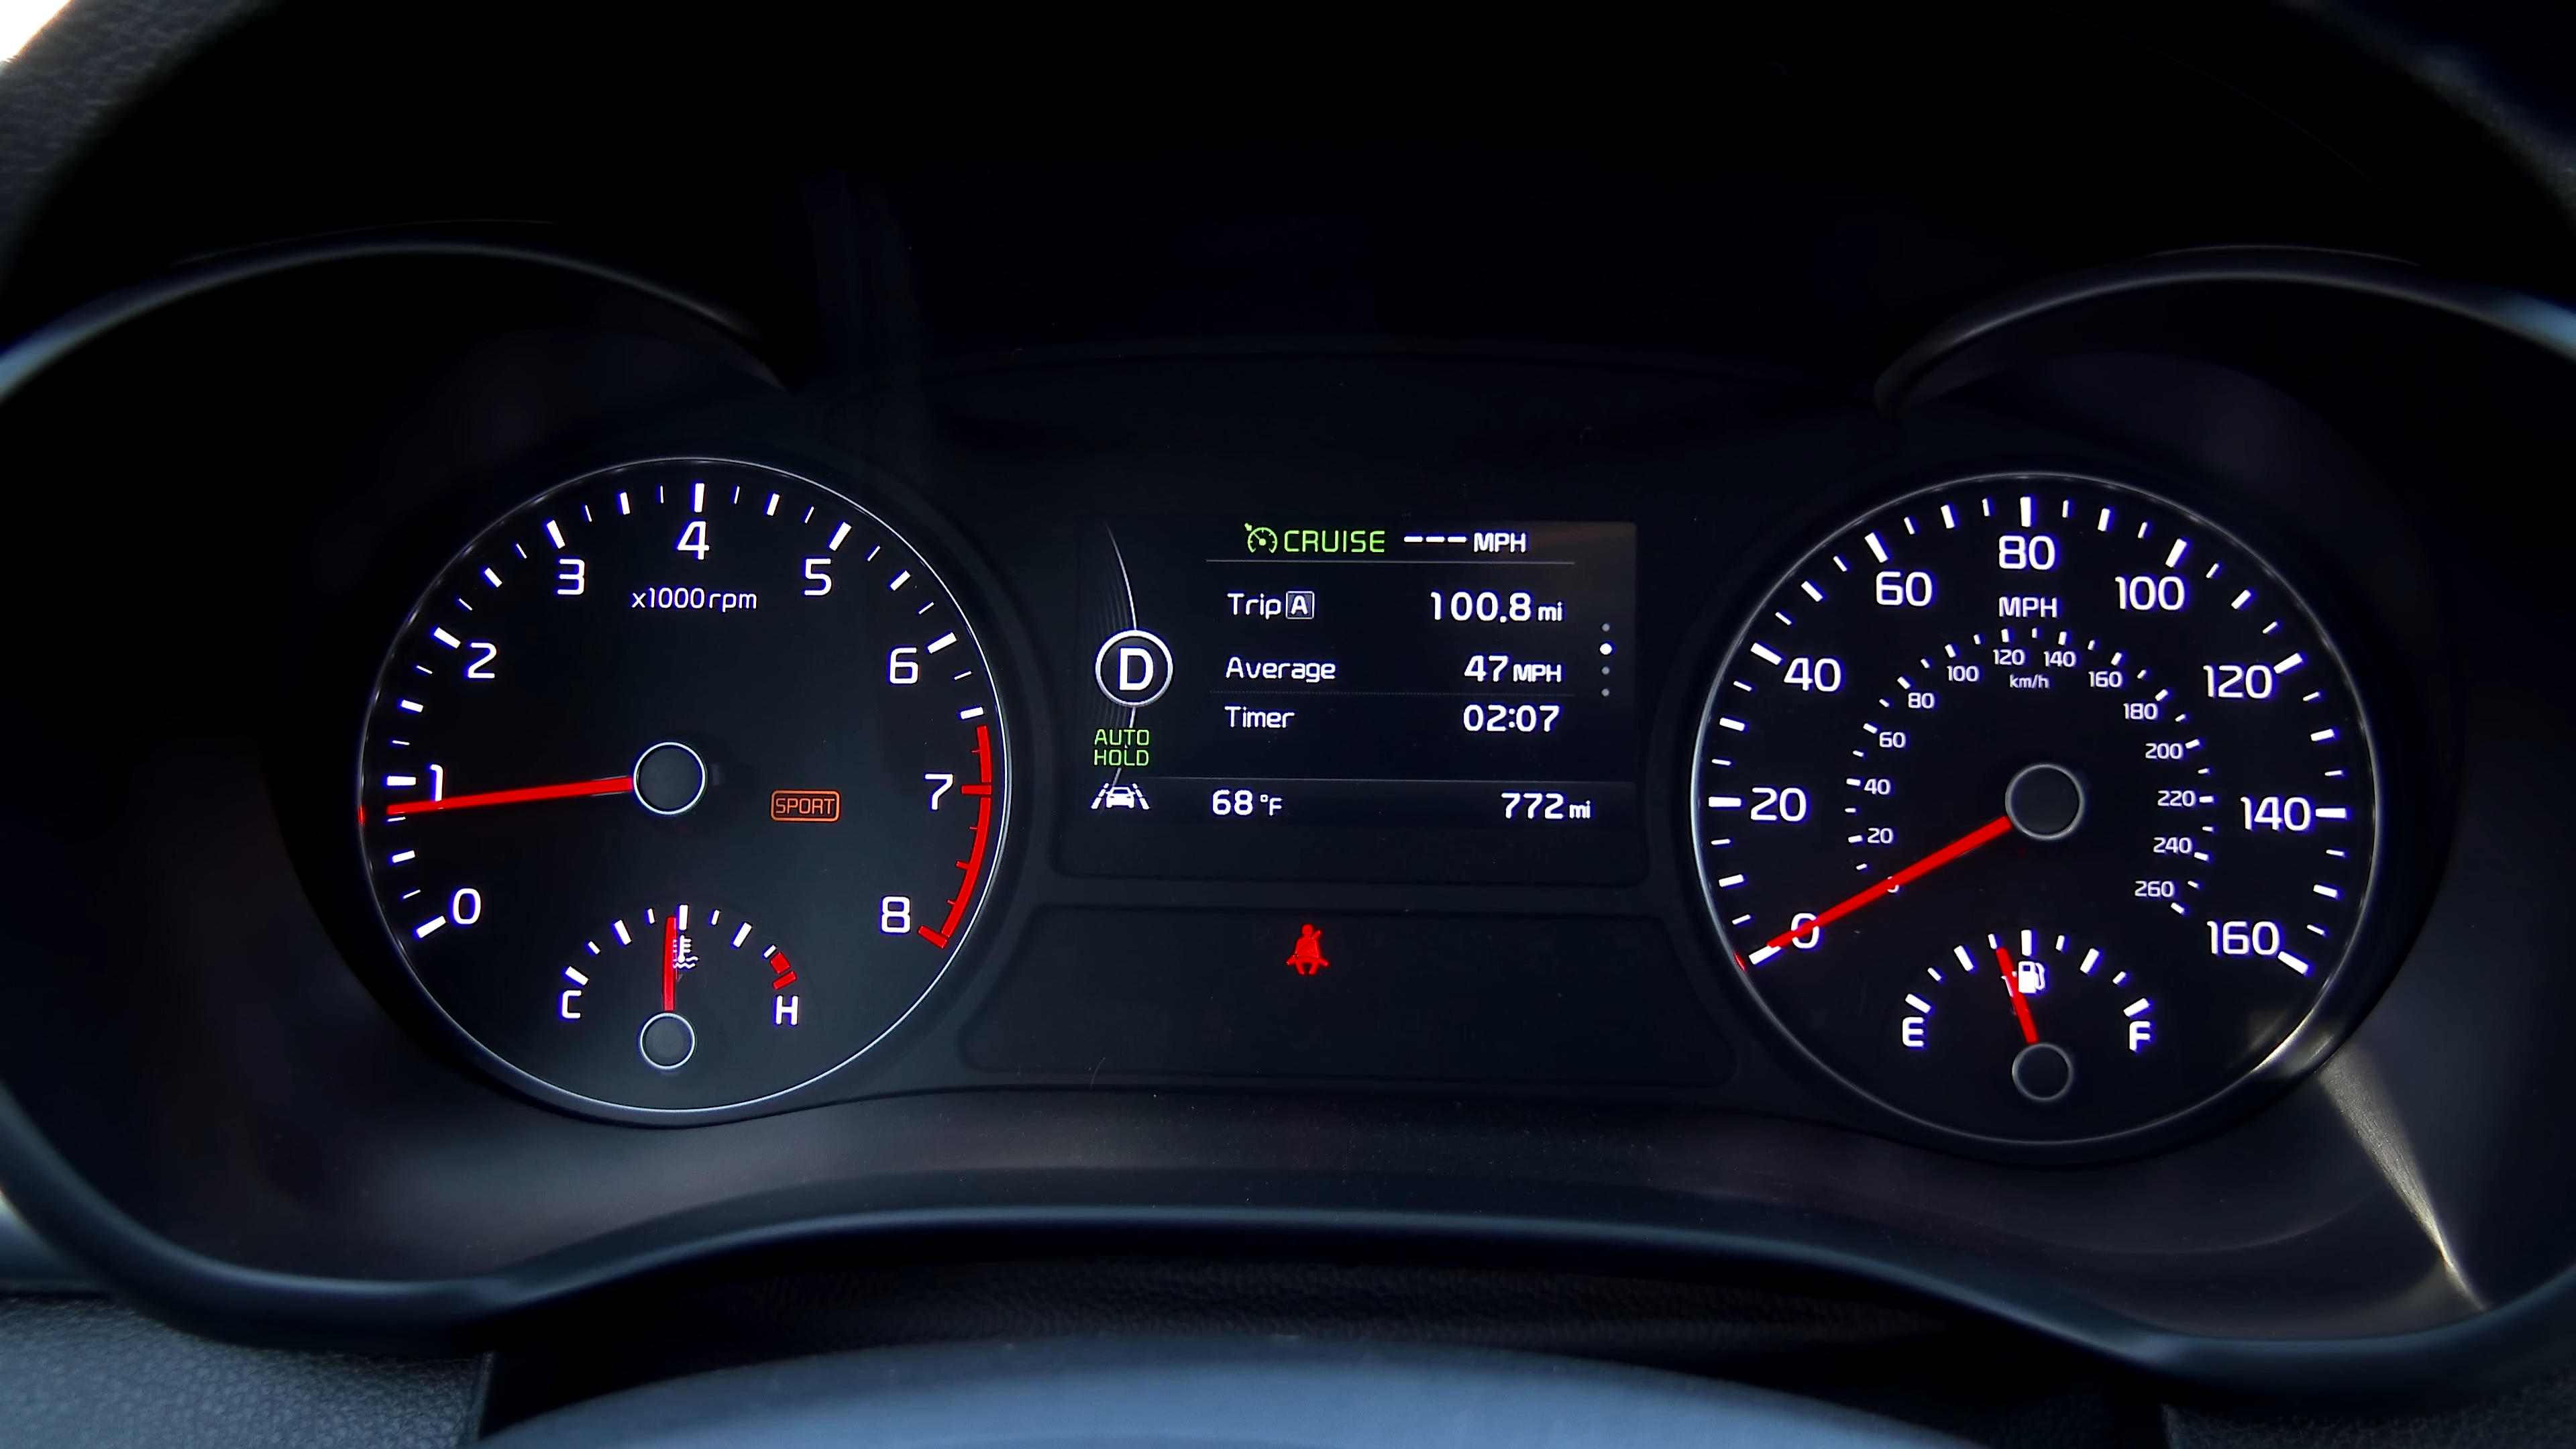 0
1
2
3
4
5
6
7
8
x1000rpm
SPORT
C
H
CRUISE --- MPH
Trip A 100.8 mi
Average 47 MPH
Timer 02:07
D
AUTO
HOLD
68 °F 772 mi
0
20
40
60
80
100
120
140
160
MPH
0
20
40
60
80
100
120
140
160
180
200
220
240
260
km/h
E
F